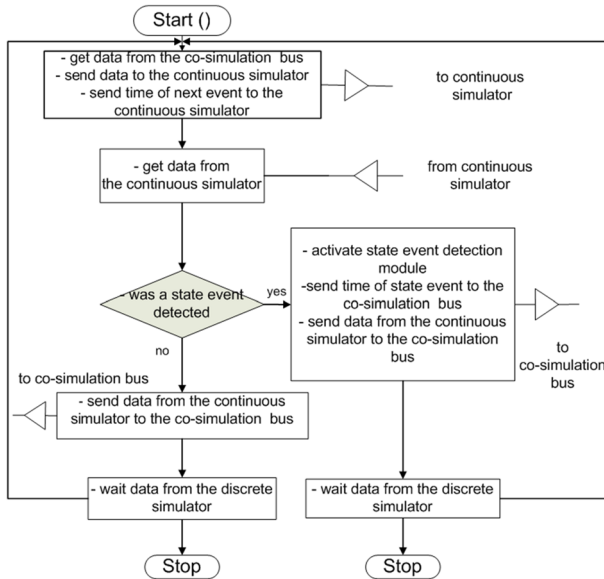 Start ()
- get data from the co-simulation bus
- send data to the continuous simulator
- send time of next event to the
continuous simulator
to continuous
simulator
- get data from
the continuous simulator
from continuous
simulator
- was a state event
detected
yes
no
- activate state event detection
module
-send time of state event to the
co-simulation bus
- send data from the continuous
simulator to the co-simulation
bus
to
co-simulation
bus
to co-simulation bus
- send data from the continuous
simulator to the co-simulation bus
- wait data from the discrete
simulator
- wait data from the discrete
simulator
Stop
Stop